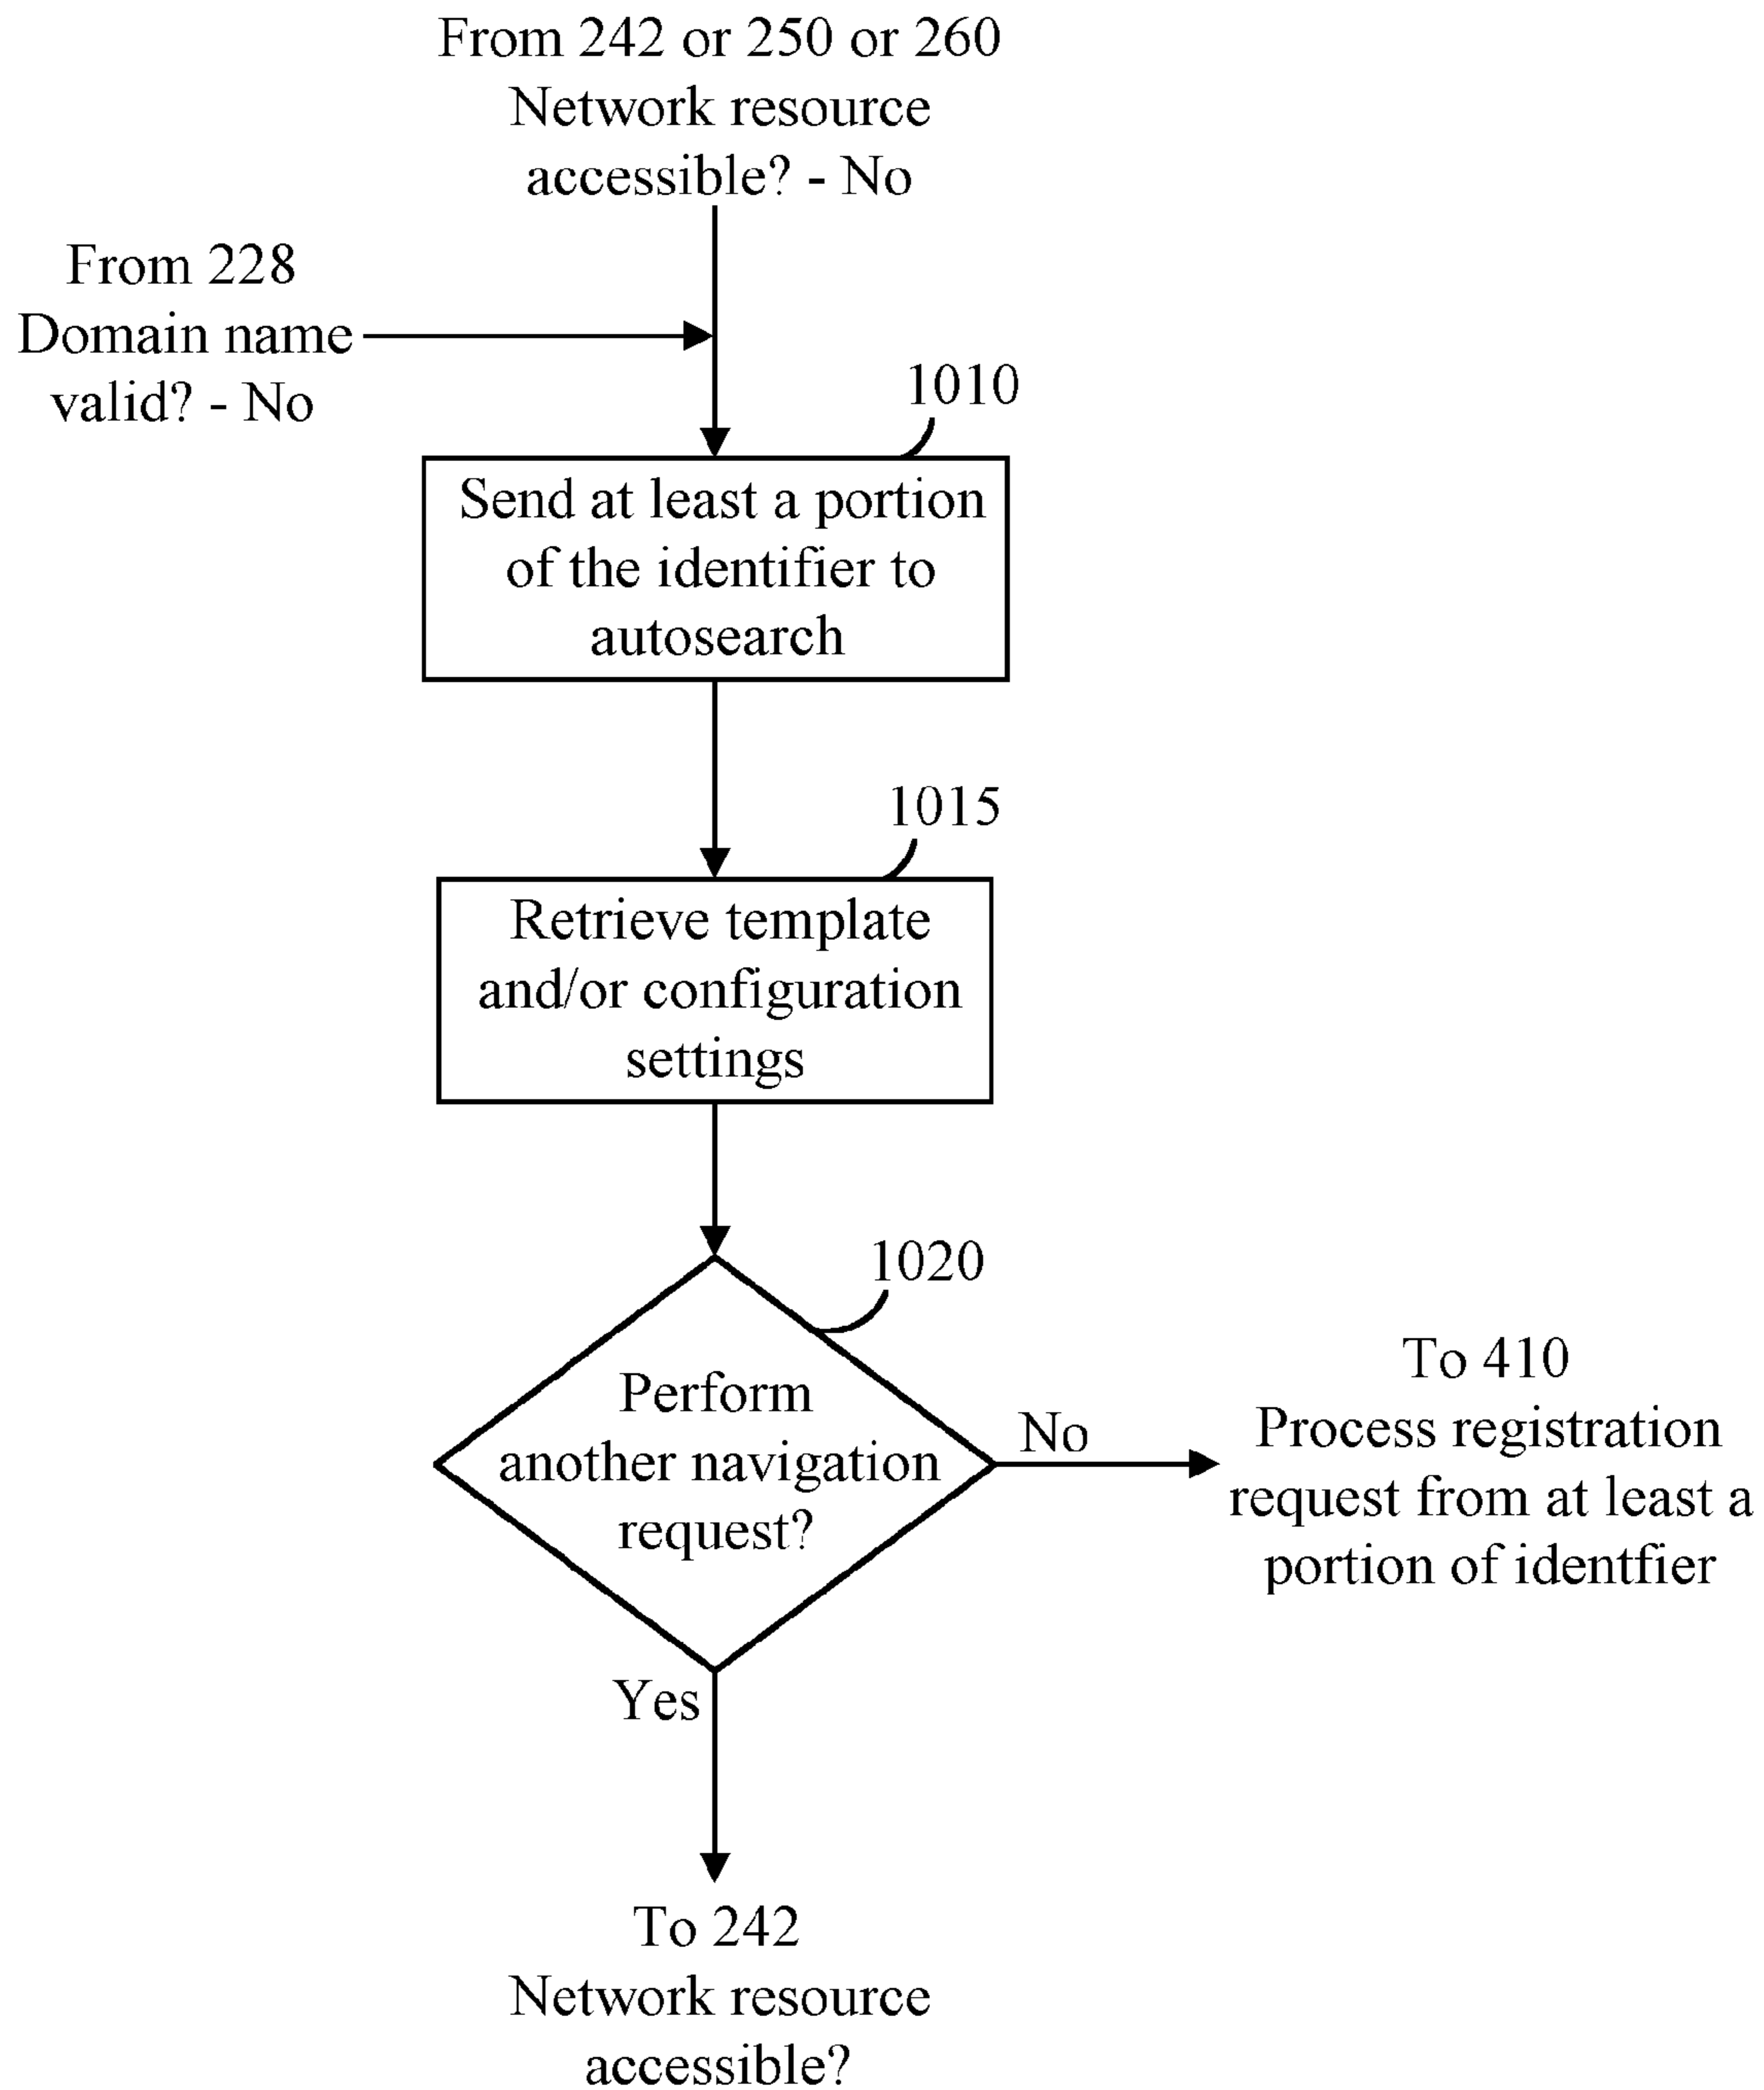 From 242 or 250 or 260
Network resource
accessible? - No
From 228
Domain name
valid? - No
1010
Send at least a portion
of the identifier to
autosearch
1015
Retrieve template
and/or configuration
settings
1020
Perform
another navigation
request?
No
To 410
Process registration
request from at least a
portion of identfier
Yes
To 242
Network resource
accessible?